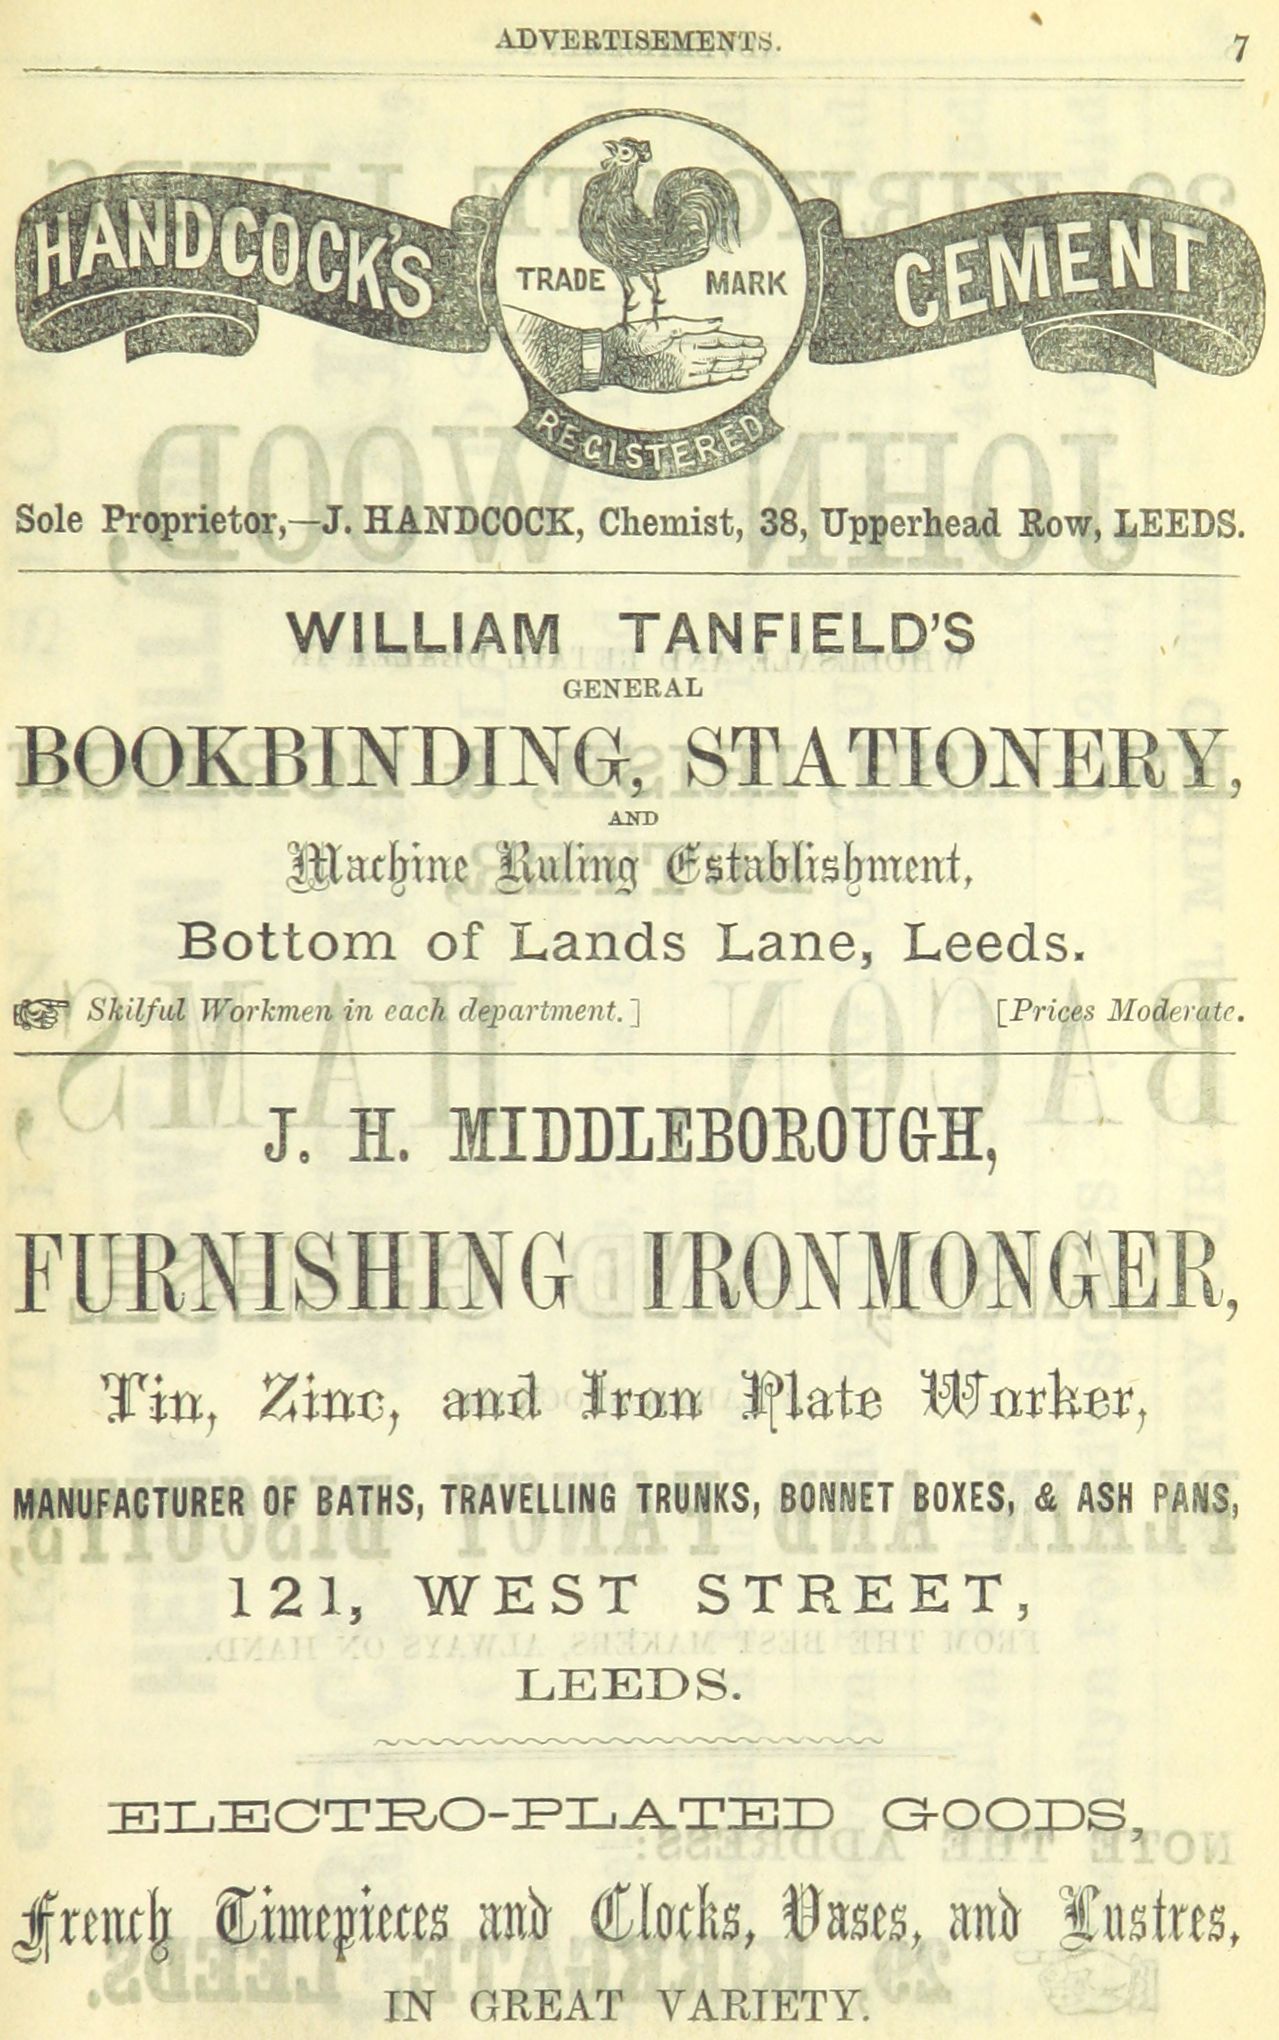 ADVERTISEMENTS. 7
HANDCOCK'S CEMENT
TRADE MARK
REGISTERED
Sole Proprietor,—J. HANDCOCK, Chemist, 38, Upperhead Row, LEEDS.
WILLIAM TANFIELD'S
GENERAL
BOOKBINDING, STATIONERY,
AND
Machine Ruling Establishment,
Bottom of Lands Lane, Leeds.
☞ Skilful Workmen in each department.] [Prices Moderate.
J. H. MIDDLEBOROUGH,
FURNISHING IRONMONGER,
Tin, Zinc, and Iron Plate Worker,
MANUFACTURER OF BATHS, TRAVELLING TRUNKS, BONNET BOXES, & ASH PANS,
121, WEST STREET,
LEEDS.
ELECTRO-PLATED GOODS,
French Timepieces and Clocks, Vases, and Lustres,
IN GREAT VARIETY.